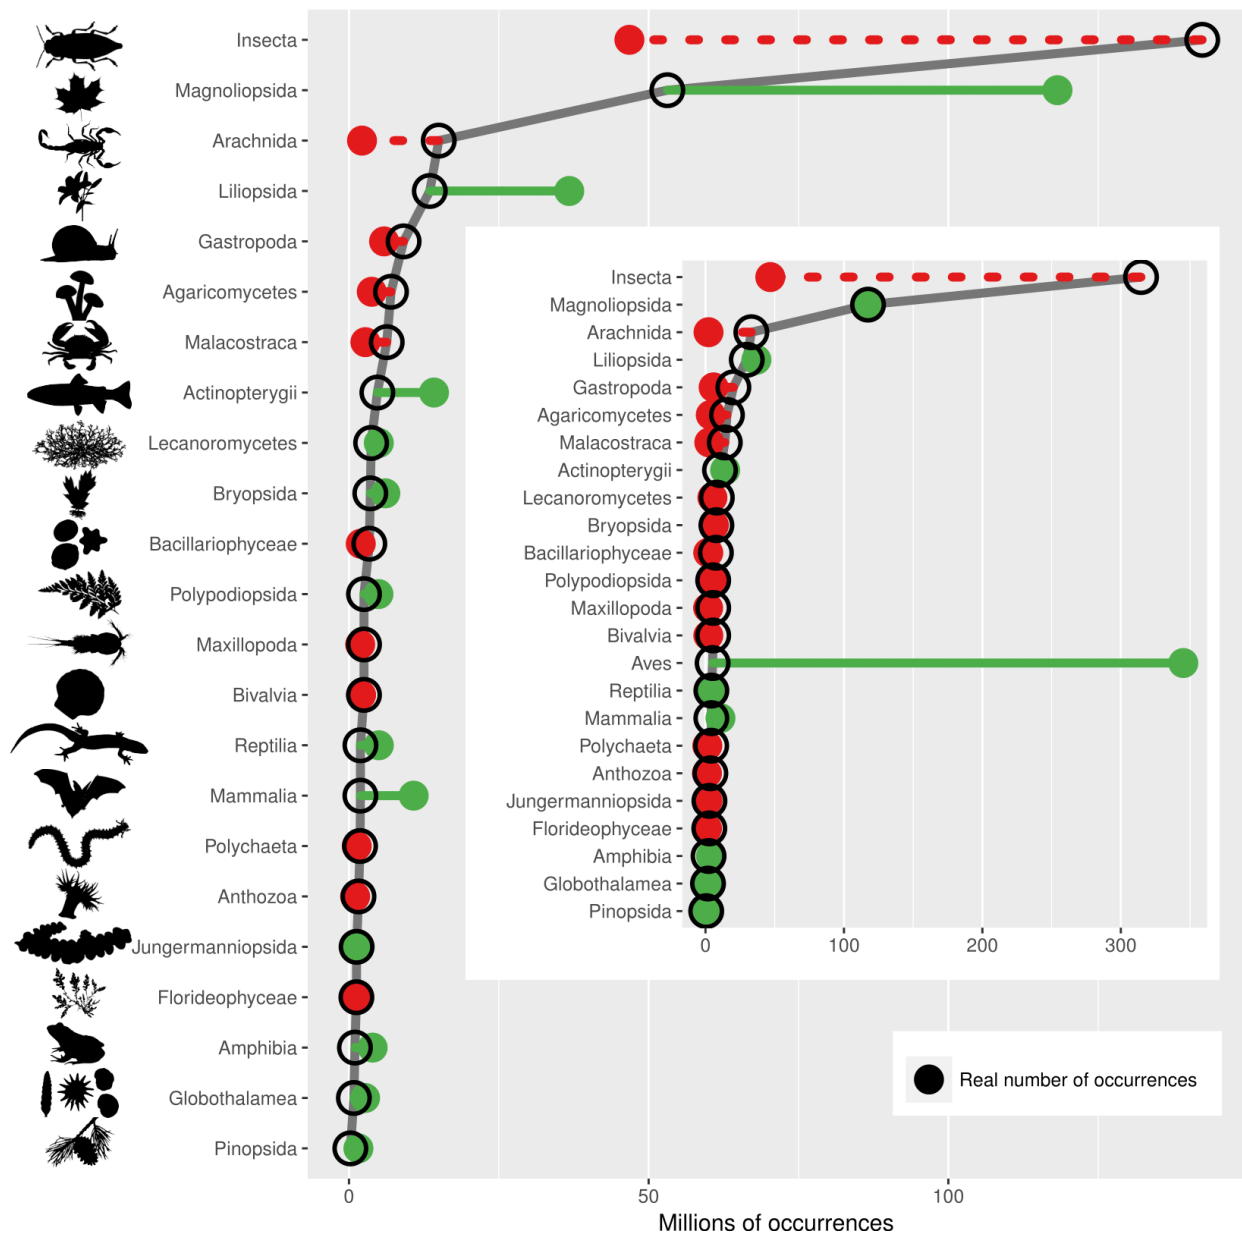 Insecta
Magnoliopsida
Arachnida
Liliopsida
Gastropoda
Agaricomycetes
Malacostraca
Actinopterygii
Lecanoromycetes
Bryopsida
Bacillariophyceae
Polypodiopsida
Maxillopoda
Bivalvia
Reptilia
Mammalia
Polychaeta
Anthozoa
Jungermanniopsida
Florideophyceae
Amphibia
Globothalamea
Pinopsida
0 50 100
Millions of occurrences
Insecta
Magnoliopsida
Arachnida
Liliopsida
Gastropoda
Agaricomycetes
Malacostraca
Actinopterygii
Lecanoromycetes
Bryopsida
Bacillariophyceae
Polypodiopsida
Maxillopoda
Bivalvia
Aves
Reptilia
Mammalia
Polychaeta
Anthozoa
Jungermanniopsida
Florideophyceae
Amphibia
Globothalamea
Pinopsida
0 100 200 300
Real number of occurrences